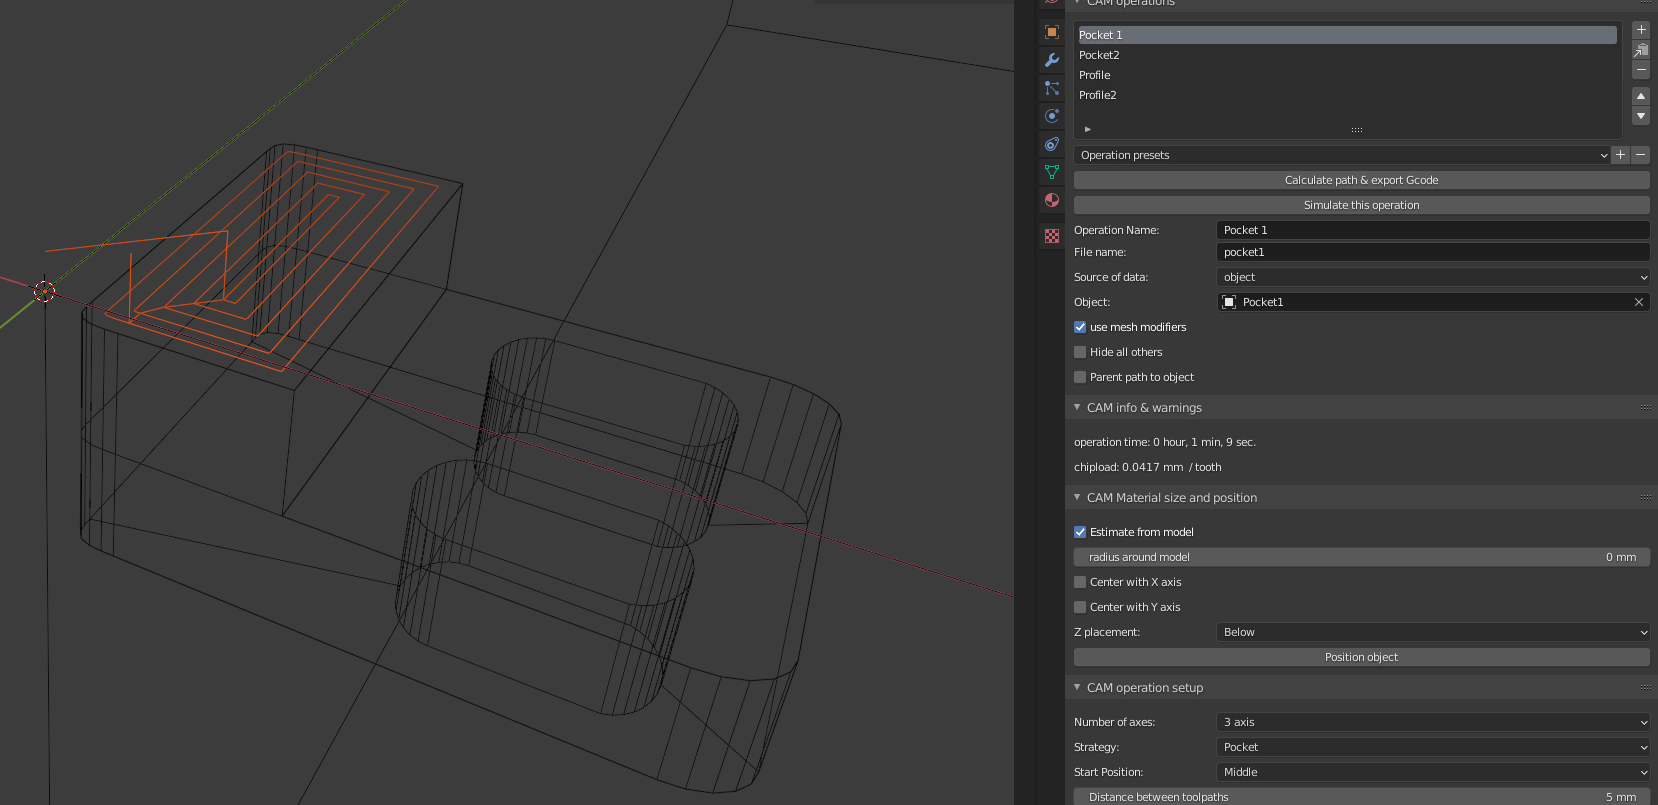 CAM operations
Pocket 1
Pocket2
Profile
Profile2
Operation presets
Calculate path & export Gcode
Simulate this operation
Operation Name: Pocket 1
File name: pocket1
Source of data: object
Object: Pocket1
use mesh modifiers
Hide all others
Parent path to object
CAM info & warnings
operation time: 0 hour, 1 min, 9 sec.
chipload: 0.0417 mm / tooth
CAM Material size and position
Estimate from model
radius around model 0 mm
Center with X axis
Center with Y axis
Z placement: Below
Position object
CAM operation setup
Number of axes: 3 axis
Strategy: Pocket
Start Position: Middle
Distance between toolpaths 5 mm